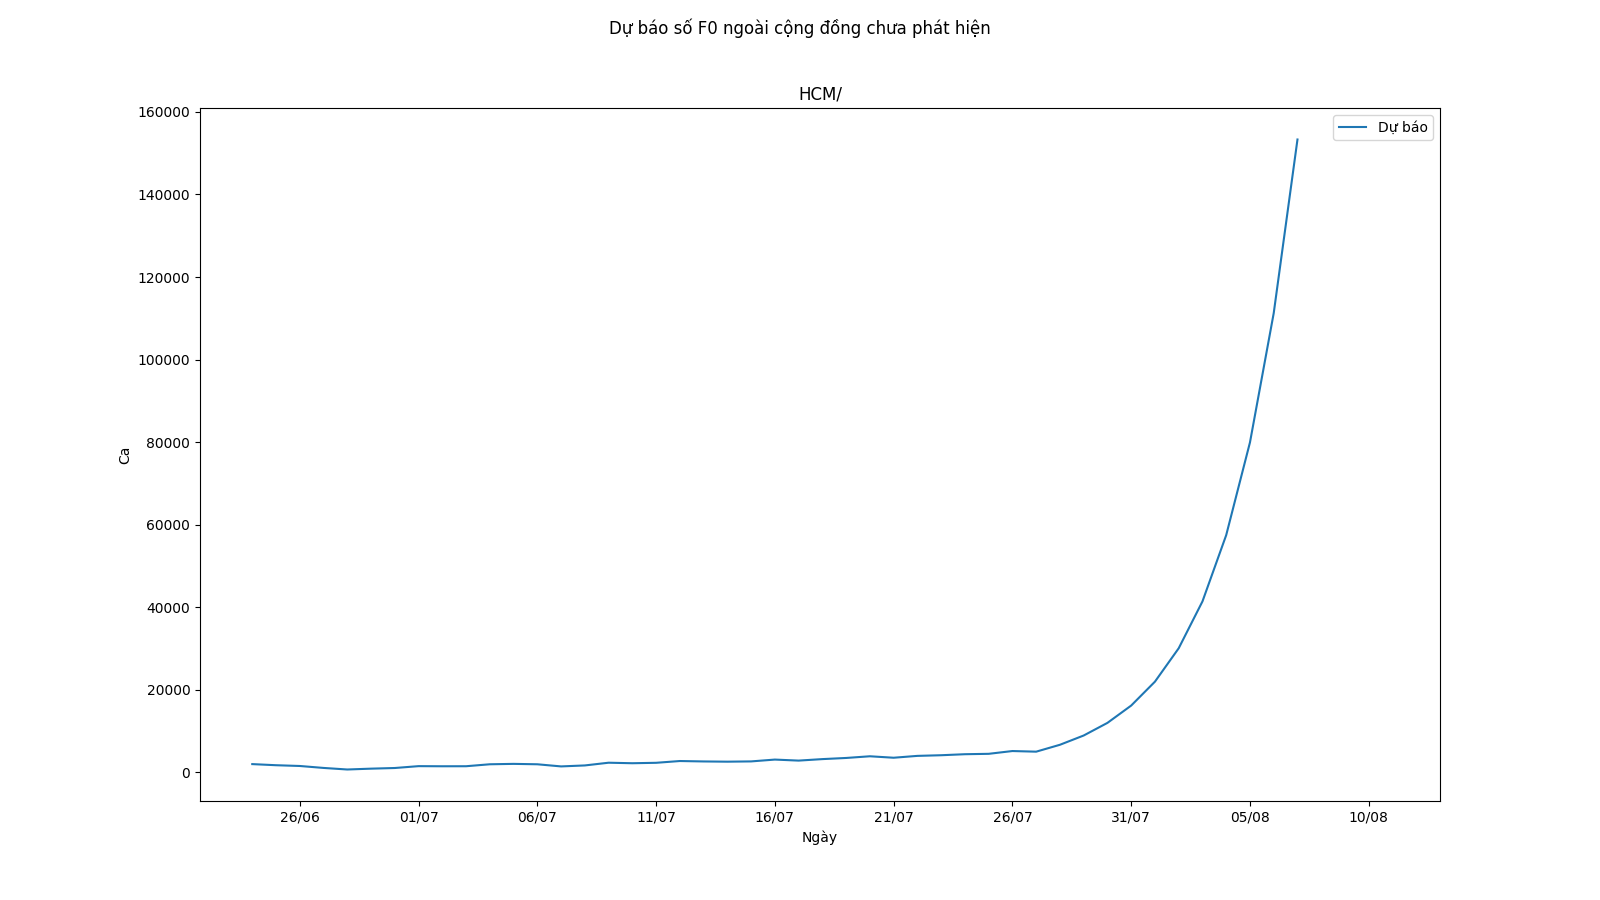 Dự báo số F0 ngoài cộng đồng chưa phát hiện
HCM/
Dự báo
160000
140000
120000
100000
80000
60000
40000
20000
0
Ca
26/06 01/07 06/07 11/07 16/07 21/07 26/07 31/07 05/08 10/08
Ngày